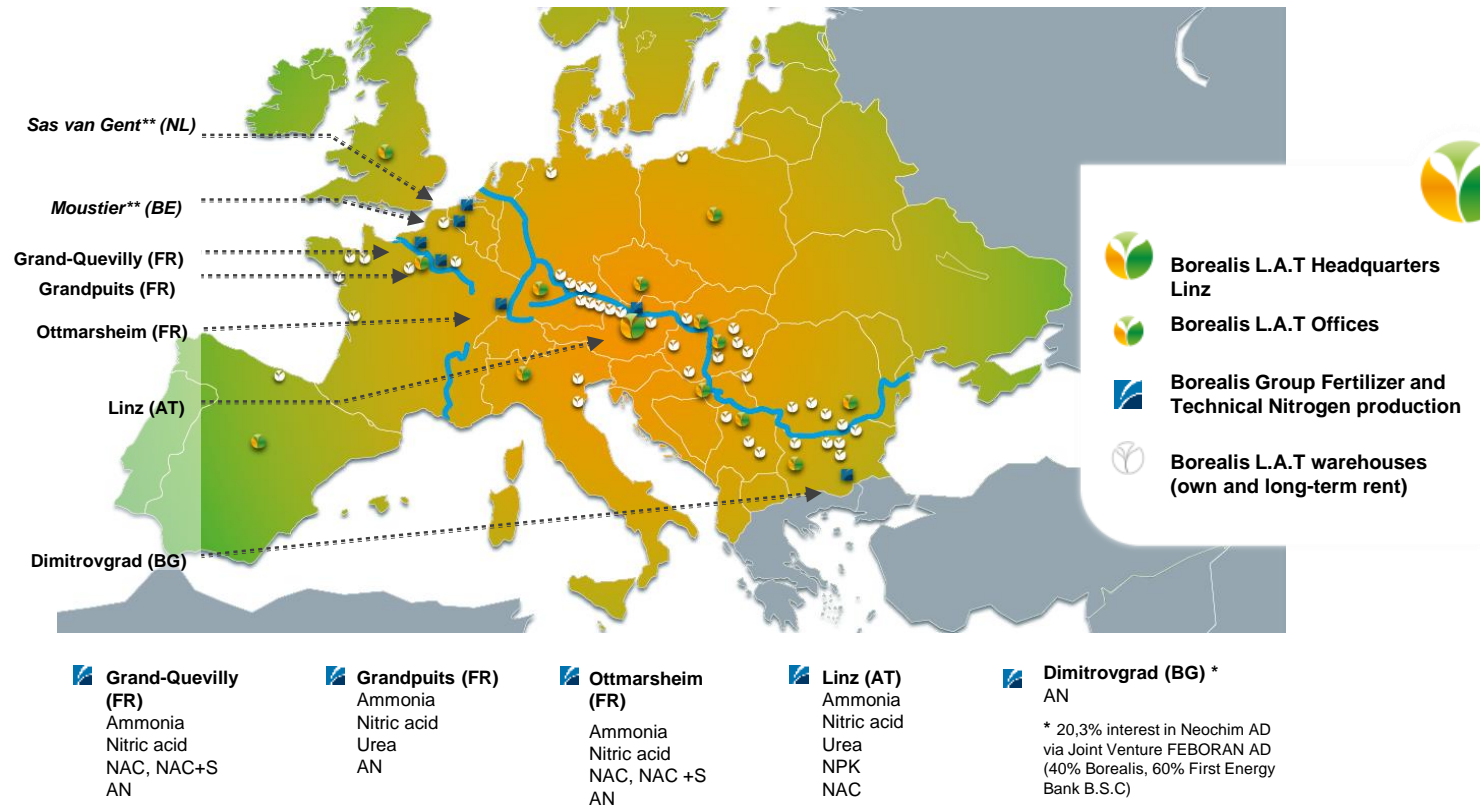 Sas van Gent** (NL)
Moustier** (BE)
Grand-Quevilly (FR)
Grandpuits (FR)
Ottmarsheim (FR)
Linz (AT)
Dimitrovgrad (BG)
Borealis L.A.T Headquarters
Linz
Borealis L.A.T Offices
Borealis Group Fertilizer and
Technical Nitrogen production
Borealis L.A.T warehouses
(own and long-term rent)
Grand-Quevilly
(FR)
Ammonia
Nitric acid
NAC, NAC+S
AN
Grandpuits (FR)
Ammonia
Nitric acid
Urea
AN
Ottmarsheim
(FR)
Ammonia
Nitric acid
NAC, NAC +S
AN
Linz (AT)
Ammonia
Nitric acid
Urea
NPK
NAC
Dimitrovgrad (BG) *
AN
* 20,3% interest in Neochim AD
via Joint Venture FEBORAN AD
(40% Borealis, 60% First Energy
Bank B.S.C)